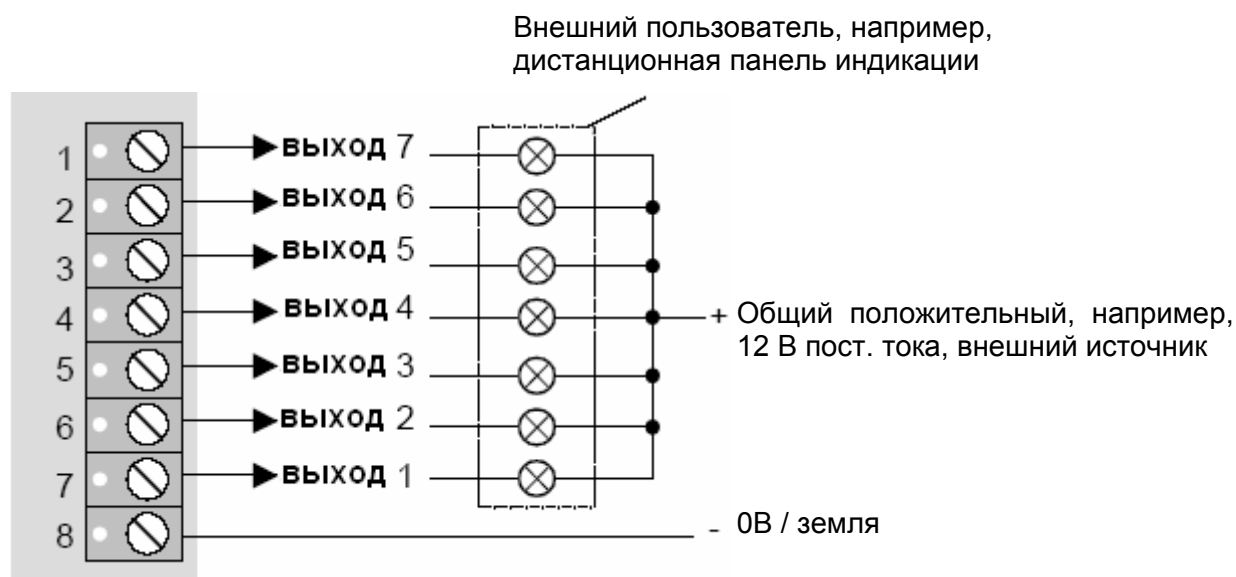 Внешний пользователь, например,
дистанционная панель индикации
1 выход 7
2 выход 6
3 выход 5
4 выход 4 + Общий положительный, например,
12 В пост. тока, внешний источник
5 выход 3
6 выход 2
7 выход 1
8 - 0В / земля